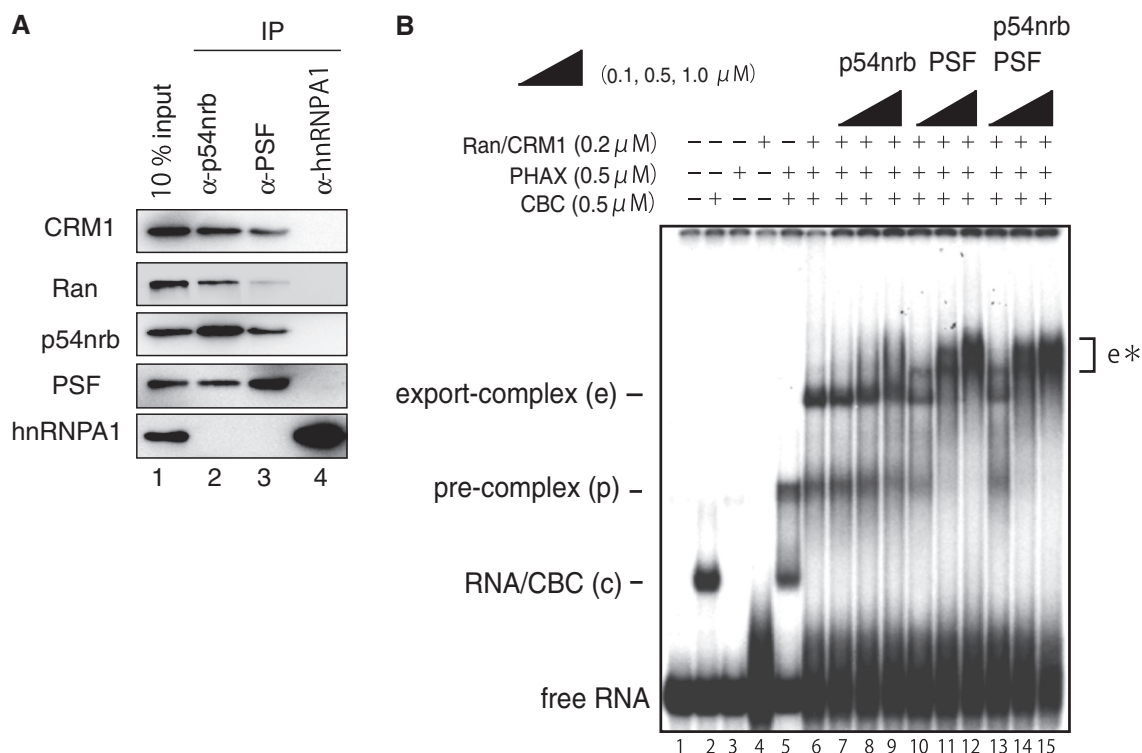 A
IP
10 % input
α-p54nrb
α-PSF
α-hnRNPA1
CRM1
Ran
p54nrb
PSF
hnRNPA1
1 2 3 4
B
(0.1, 0.5, 1.0 μM)
p54nrb PSF p54nrb PSF
Ran/CRM1 (0.2 μM) − − − + − + + + + + + + + + +
PHAX (0.5 μM) − − + − + + + + + + + + + + +
CBC (0.5 μM) − + − − + + + + + + + + + + +
export-complex (e) –
pre-complex (p) –
RNA/CBC (c) –
free RNA
e*
1 2 3 4 5 6 7 8 9 10 11 12 13 14 15